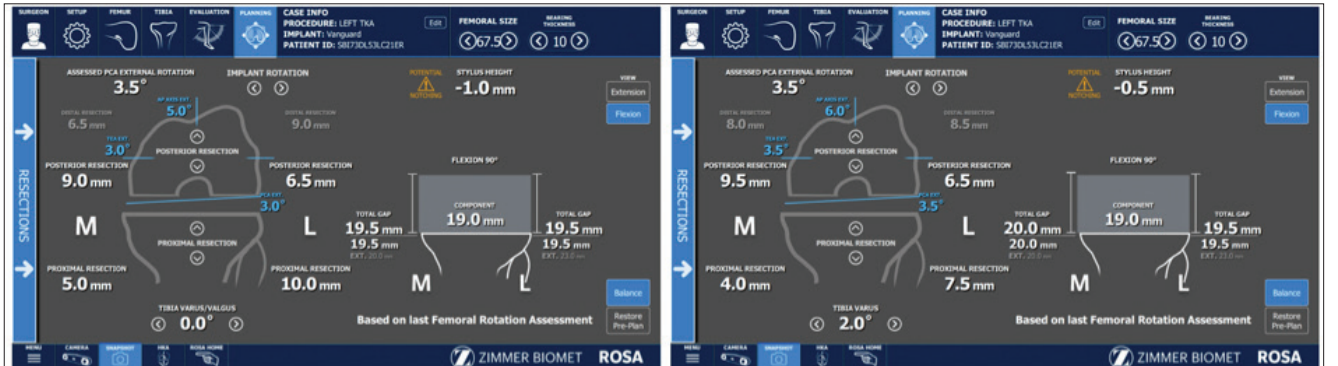 SURGEON
SETUP
FEMUR
TIBIA
EVALUATION
PLANNING
CASE INFO
PROCEDURE: LEFT TKA
IMPLANT: Vanguard
PATIENT ID: SBI73DL53LC21ER
Edit
FEMORAL SIZE
67.5
BEARING THICKNESS
10
RESECTIONS
ASSESSED PCA EXTERNAL ROTATION
3.5°
IMPLANT ROTATION
POTENTIAL NOTCHING
STYLUS HEIGHT
-1.0 mm
VIEW
Extension
Flexion
AP AXIS EXT
5.0°
DISTAL RESECTION
6.5 mm
DISTAL RESECTION
9.0 mm
TEA EXT
3.0°
POSTERIOR RESECTION
POSTERIOR RESECTION
9.0 mm
POSTERIOR RESECTION
6.5 mm
PCA EXT
3.0°
FLEXION 90°
COMPONENT
19.0 mm
M
L
TOTAL GAP
19.5 mm
19.5 mm
EXT. 20.0 mm
TOTAL GAP
19.5 mm
19.5 mm
EXT. 23.0 mm
PROXIMAL RESECTION
PROXIMAL RESECTION
5.0 mm
PROXIMAL RESECTION
10.0 mm
M
L
TIBIA VARUS/VALGUS
0.0°
Based on last Femoral Rotation Assessment
Balance
Restore
Pre-Plan
MENU
CAMERA
SNAPSHOT
HKA
ROSA HOME
ZIMMER BIOMET
ROSA
SURGEON
SETUP
FEMUR
TIBIA
EVALUATION
PLANNING
CASE INFO
PROCEDURE: LEFT TKA
IMPLANT: Vanguard
PATIENT ID: SBI73DL53LC21ER
Edit
FEMORAL SIZE
67.5
BEARING THICKNESS
10
RESECTIONS
ASSESSED PCA EXTERNAL ROTATION
3.5°
IMPLANT ROTATION
POTENTIAL NOTCHING
STYLUS HEIGHT
-0.5 mm
VIEW
Extension
Flexion
AP AXIS EXT
6.0°
DISTAL RESECTION
8.0 mm
DISTAL RESECTION
8.5 mm
TEA EXT
3.5°
POSTERIOR RESECTION
POSTERIOR RESECTION
9.5 mm
POSTERIOR RESECTION
6.5 mm
PCA EXT
3.5°
FLEXION 90°
COMPONENT
19.0 mm
M
L
TOTAL GAP
20.0 mm
20.0 mm
EXT. 20.0 mm
TOTAL GAP
19.5 mm
19.5 mm
EXT.
PROXIMAL RESECTION
PROXIMAL RESECTION
4.0 mm
PROXIMAL RESECTION
7.5 mm
M
L
TIBIA VARUS
2.0°
Based on last Femoral Rotation Assessment
Balance
Restore
Pre-Plan
MENU
CAMERA
SNAPSHOT
HKA
ROSA HOME
ZIMMER BIOMET
ROSA